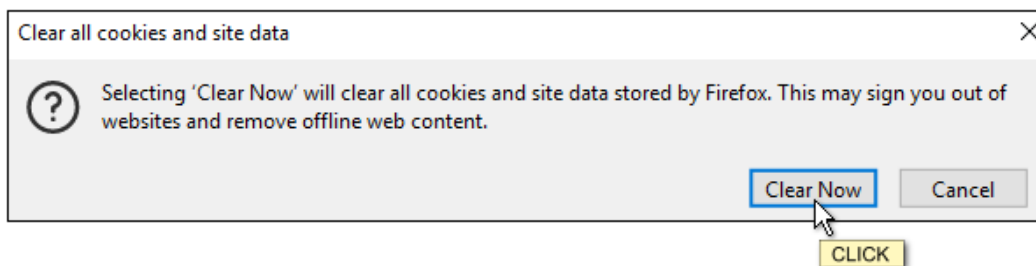 Clear all cookies and site data
Selecting ‘Clear Now’ will clear all cookies and site data stored by Firefox. This may sign you out of
websites and remove offline web content.
Clear Now Cancel
CLICK